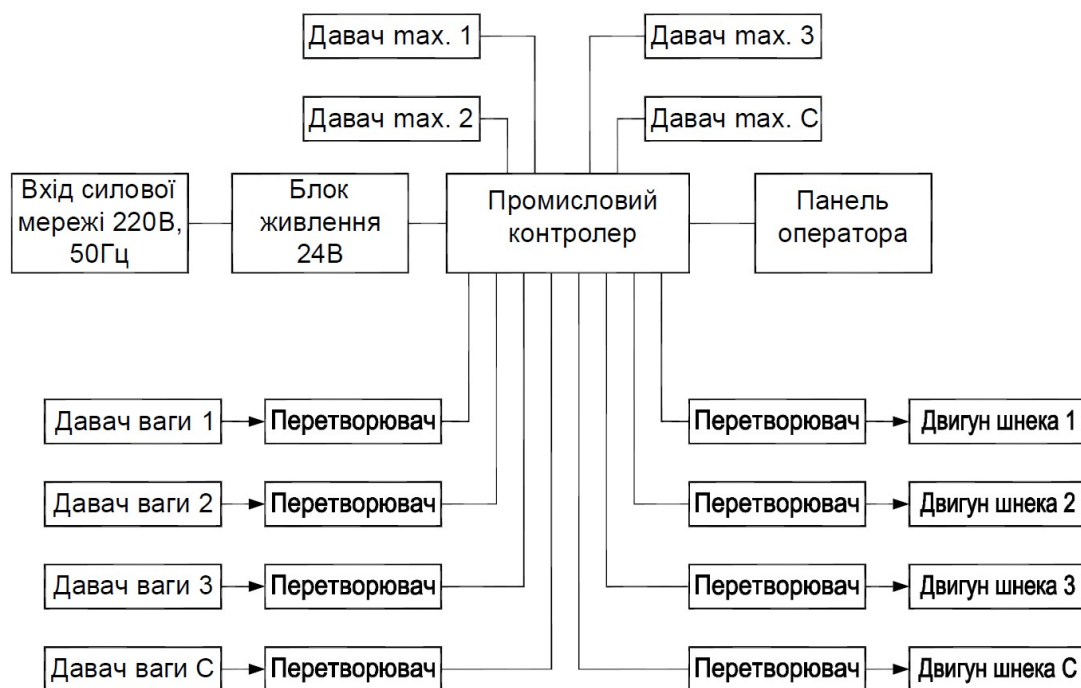 Давач max. 1
Давач max. 3
Давач max. 2
Давач max. С
Вхід силової
мережі 220В,
50Гц
Блок
живлення
24В
Промисловий
контролер
Панель
оператора
Давач ваги 1
Перетворювач
Перетворювач
Двигун шнека 1
Давач ваги 2
Перетворювач
Перетворювач
Двигун шнека 2
Давач ваги 3
Перетворювач
Перетворювач
Двигун шнека 3
Давач ваги С
Перетворювач
Перетворювач
Двигун шнека С